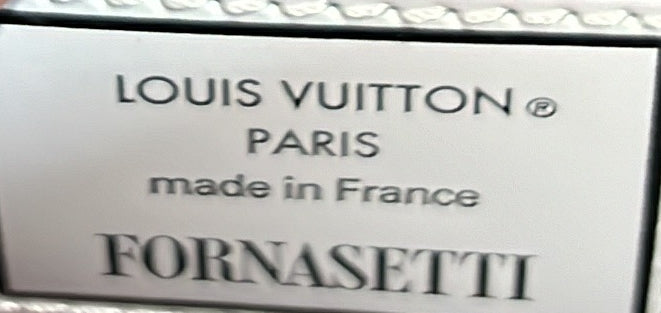 LOUIS VUITTON ®
PARIS
made in France
FORNASETTI